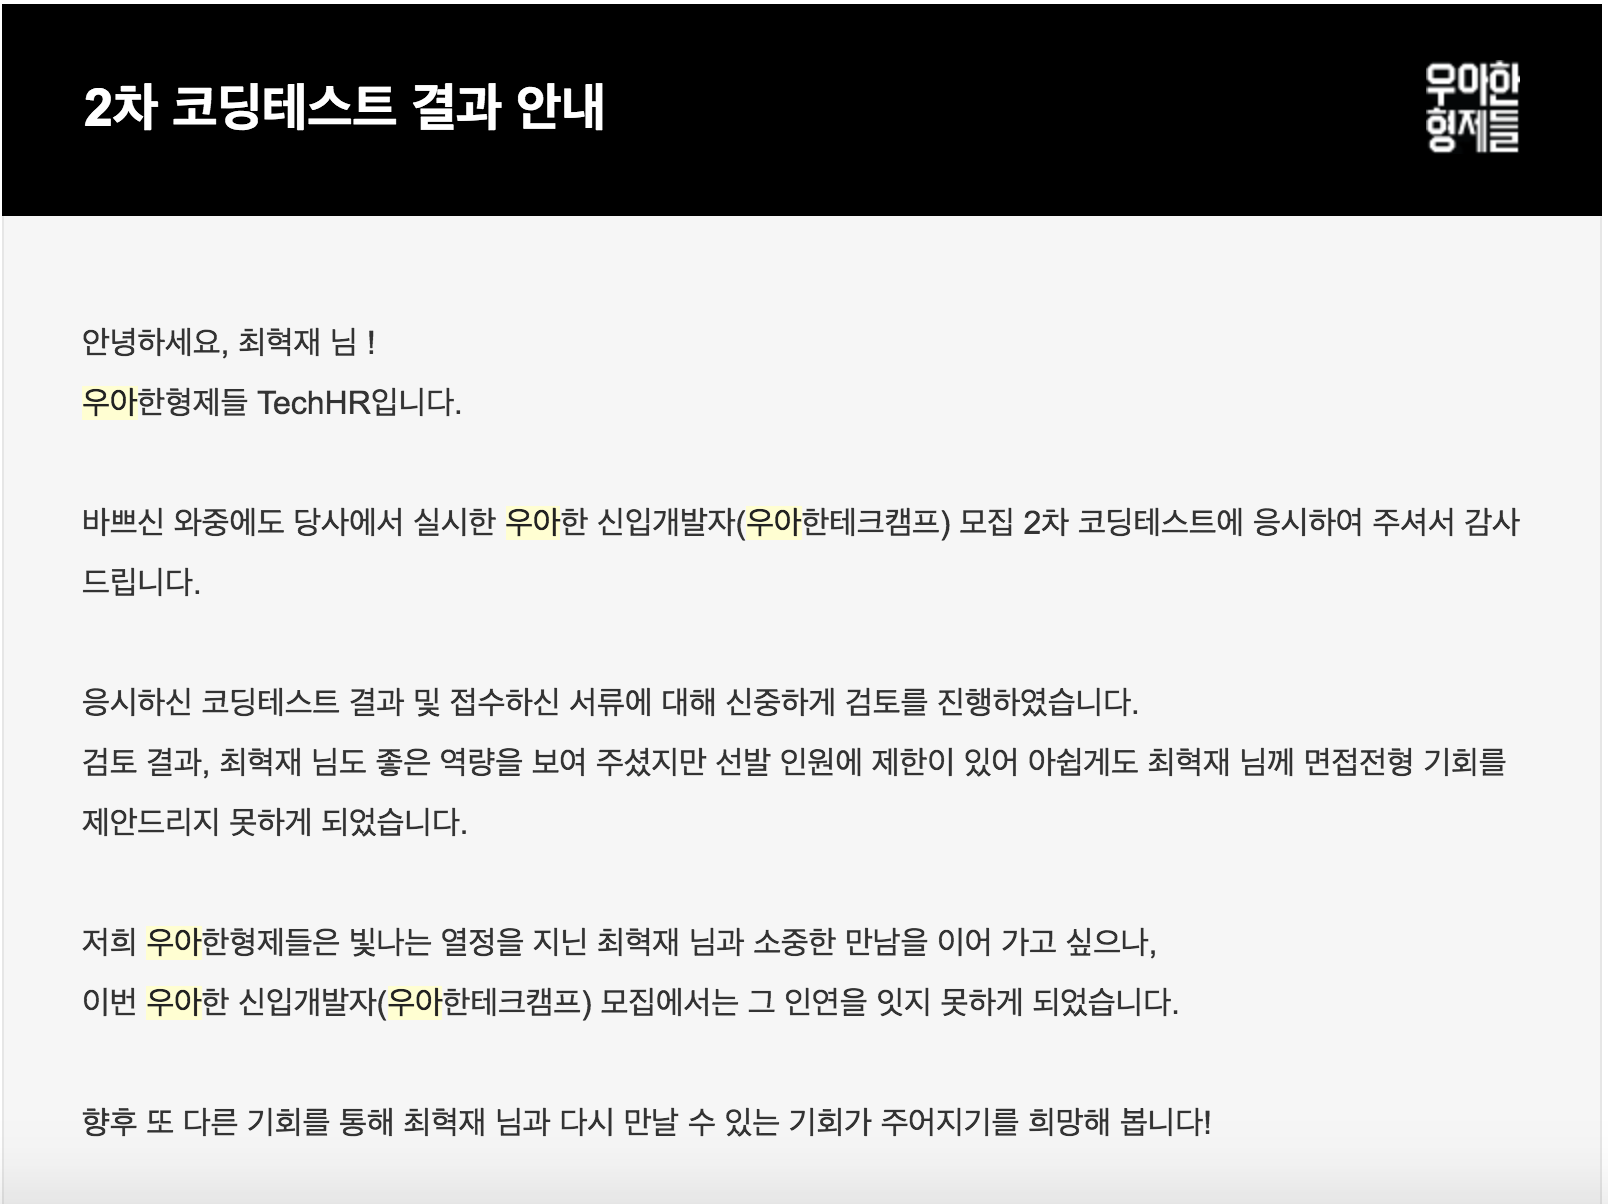 2차 코딩테스트 결과 안내
우아한
형제들
안녕하세요, 최혁재 님 !
우아한형제들 TechHR입니다.
바쁘신 와중에도 당사에서 실시한 우아한 신입개발자(우아한테크캠프) 모집 2차 코딩테스트에 응시하여 주셔서 감사
드립니다.
응시하신 코딩테스트 결과 및 접수하신 서류에 대해 신중하게 검토를 진행하였습니다.
검토 결과, 최혁재 님도 좋은 역량을 보여 주셨지만 선발 인원에 제한이 있어 아쉽게도 최혁재 님께 면접전형 기회를
제안드리지 못하게 되었습니다.
저희 우아한형제들은 빛나는 열정을 지닌 최혁재 님과 소중한 만남을 이어 가고 싶으나,
이번 우아한 신입개발자(우아한테크캠프) 모집에서는 그 인연을 잇지 못하게 되었습니다.
향후 또 다른 기회를 통해 최혁재 님과 다시 만날 수 있는 기회가 주어지기를 희망해 봅니다!